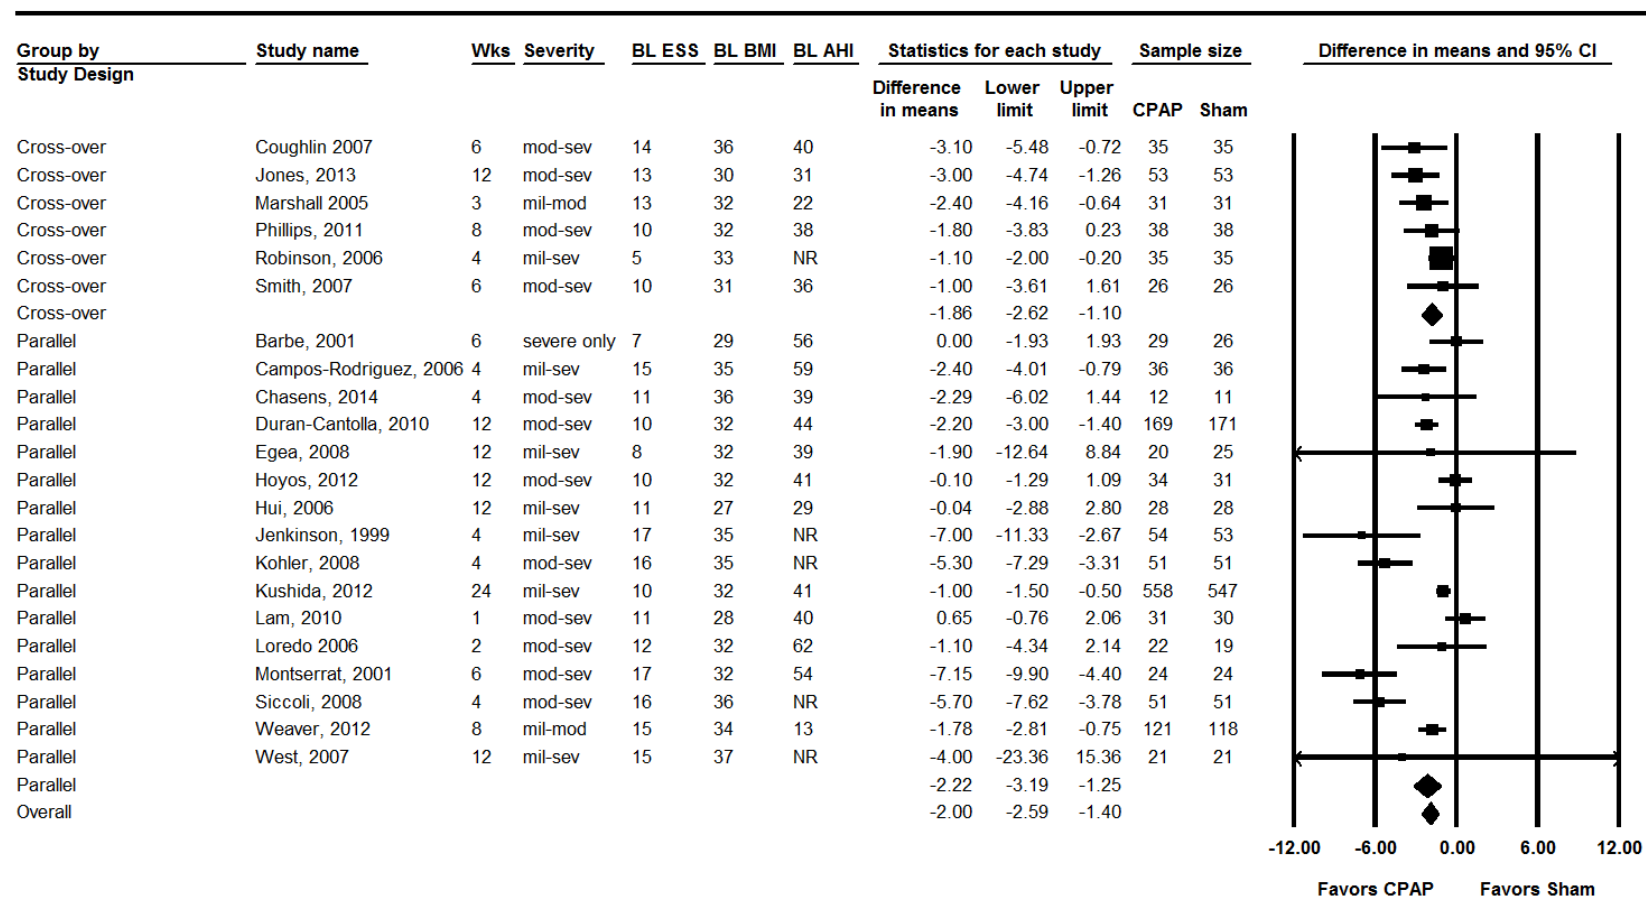 Group by Study name Wks Severity BL ESS BL BMI BL AHI Statistics for each study Sample size Difference in means and 95% CI
Study Design
Difference Lower Upper
in means limit limit CPAP Sham
Cross-over Coughlin 2007 6 mod-sev 14 36 40 -3.10 -5.48 -0.72 35 35
Cross-over Jones, 2013 12 mod-sev 13 30 31 -3.00 -4.74 -1.26 53 53
Cross-over Marshall 2005 3 mil-mod 13 32 22 -2.40 -4.16 -0.64 31 31
Cross-over Phillips, 2011 8 mod-sev 10 32 38 -1.80 -3.83 0.23 38 38
Cross-over Robinson, 2006 4 mil-sev 5 33 NR -1.10 -2.00 -0.20 35 35
Cross-over Smith, 2007 6 mod-sev 10 31 36 -1.00 -3.61 1.61 26 26
Cross-over -1.86 -2.62 -1.10
Parallel Barbe, 2001 6 severe only 7 29 56 0.00 -1.93 1.93 29 26
Parallel Campos-Rodriguez, 2006 4 mil-sev 15 35 59 -2.40 -4.01 -0.79 36 36
Parallel Chasens, 2014 4 mod-sev 11 36 39 -2.29 -6.02 1.44 12 11
Parallel Duran-Cantolla, 2010 12 mod-sev 10 32 44 -2.20 -3.00 -1.40 169 171
Parallel Egea, 2008 12 mil-sev 8 32 39 -1.90 -12.64 8.84 20 25
Parallel Hoyos, 2012 12 mod-sev 10 32 41 -0.10 -1.29 1.09 34 31
Parallel Hui, 2006 12 mil-sev 11 27 29 -0.04 -2.88 2.80 28 28
Parallel Jenkinson, 1999 4 mil-sev 17 35 NR -7.00 -11.33 -2.67 54 53
Parallel Kohler, 2008 4 mod-sev 16 35 NR -5.30 -7.29 -3.31 51 51
Parallel Kushida, 2012 24 mil-sev 10 32 41 -1.00 -1.50 -0.50 558 547
Parallel Lam, 2010 1 mod-sev 11 28 40 0.65 -0.76 2.06 31 30
Parallel Loredo 2006 2 mod-sev 12 32 62 -1.10 -4.34 2.14 22 19
Parallel Montserrat, 2001 6 mod-sev 17 32 54 -7.15 -9.90 -4.40 24 24
Parallel Siccoli, 2008 4 mod-sev 16 36 NR -5.70 -7.62 -3.78 51 51
Parallel Weaver, 2012 8 mil-mod 15 34 13 -1.78 -2.81 -0.75 121 118
Parallel West, 2007 12 mil-sev 15 37 NR -4.00 -23.36 15.36 21 21
Parallel -2.22 -3.19 -1.25
Overall -2.00 -2.59 -1.40
-12.00 -6.00 0.00 6.00 12.00
Favors CPAP Favors Sham